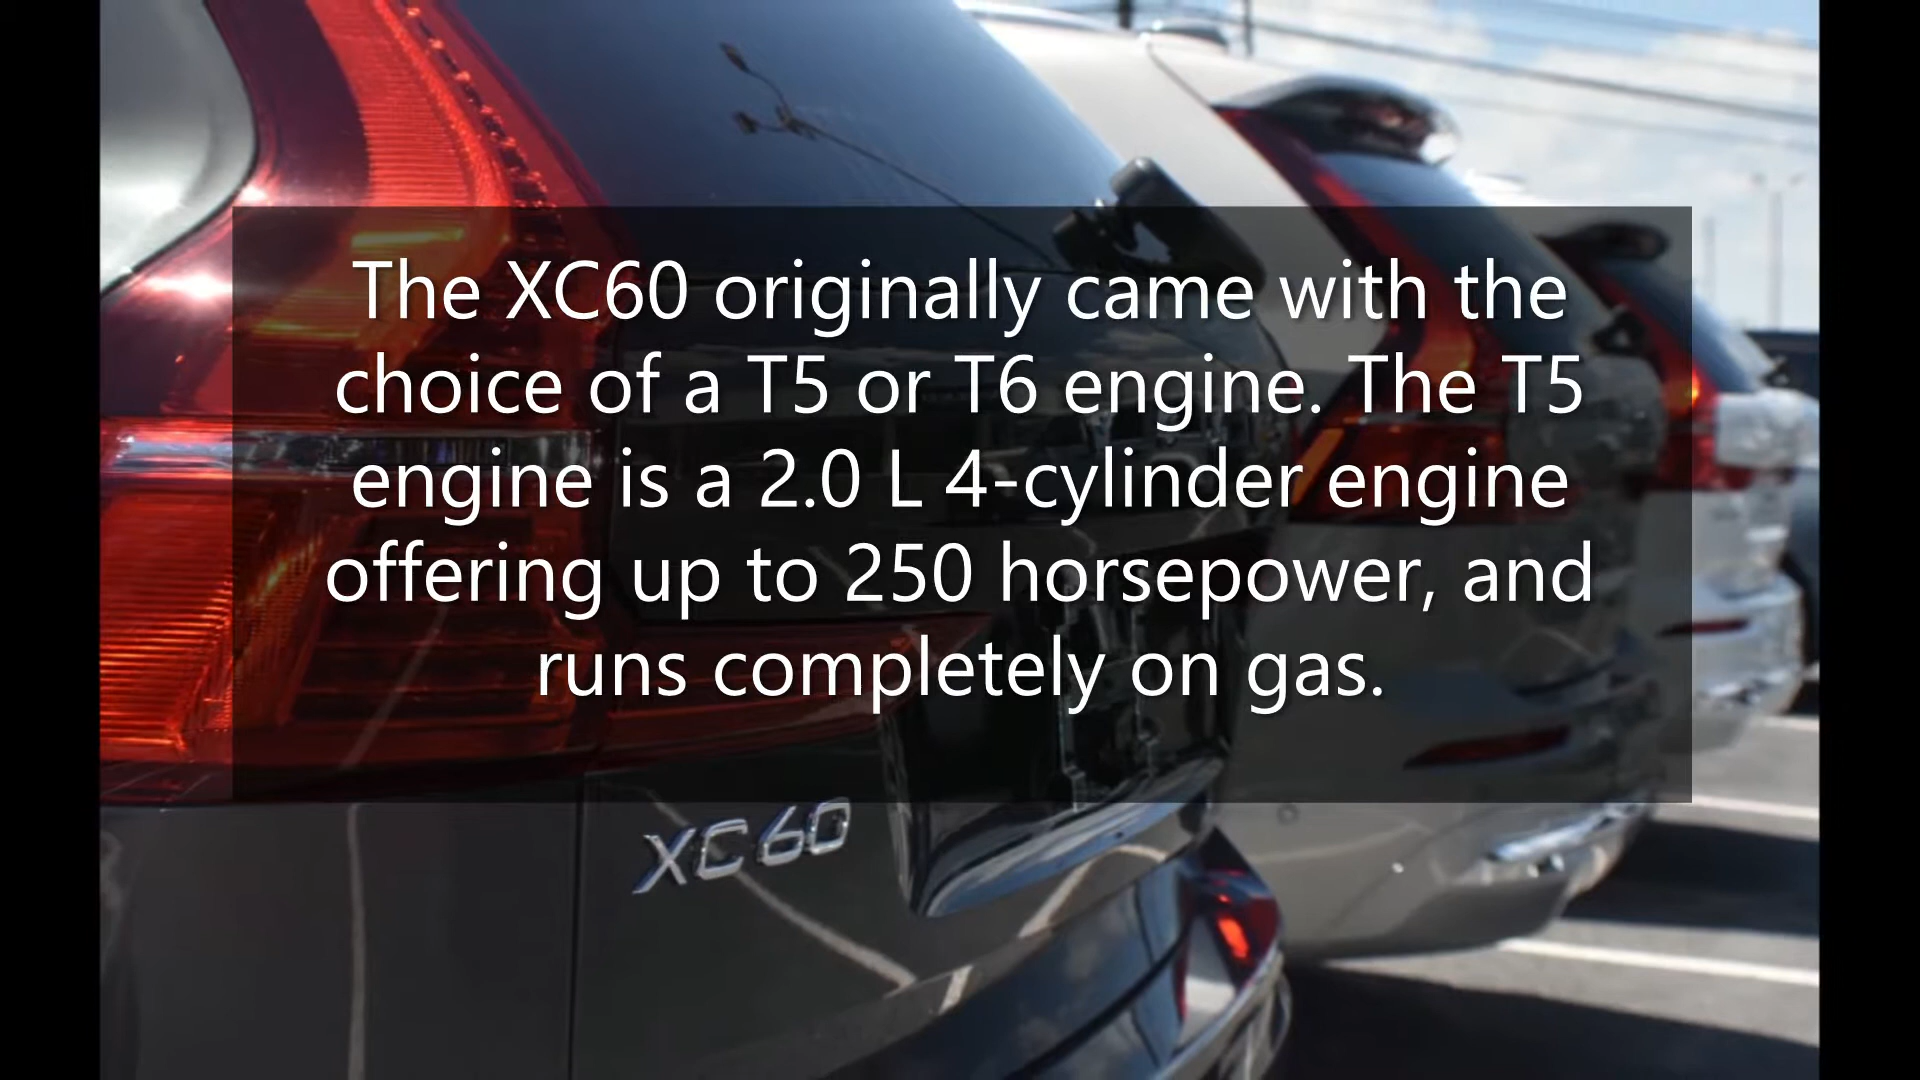 The XC60 originally came with the
choice of a T5 or T6 engine. The T5
engine is a 2.0 L 4-cylinder engine
offering up to 250 horsepower, and
runs completely on gas.
XC60